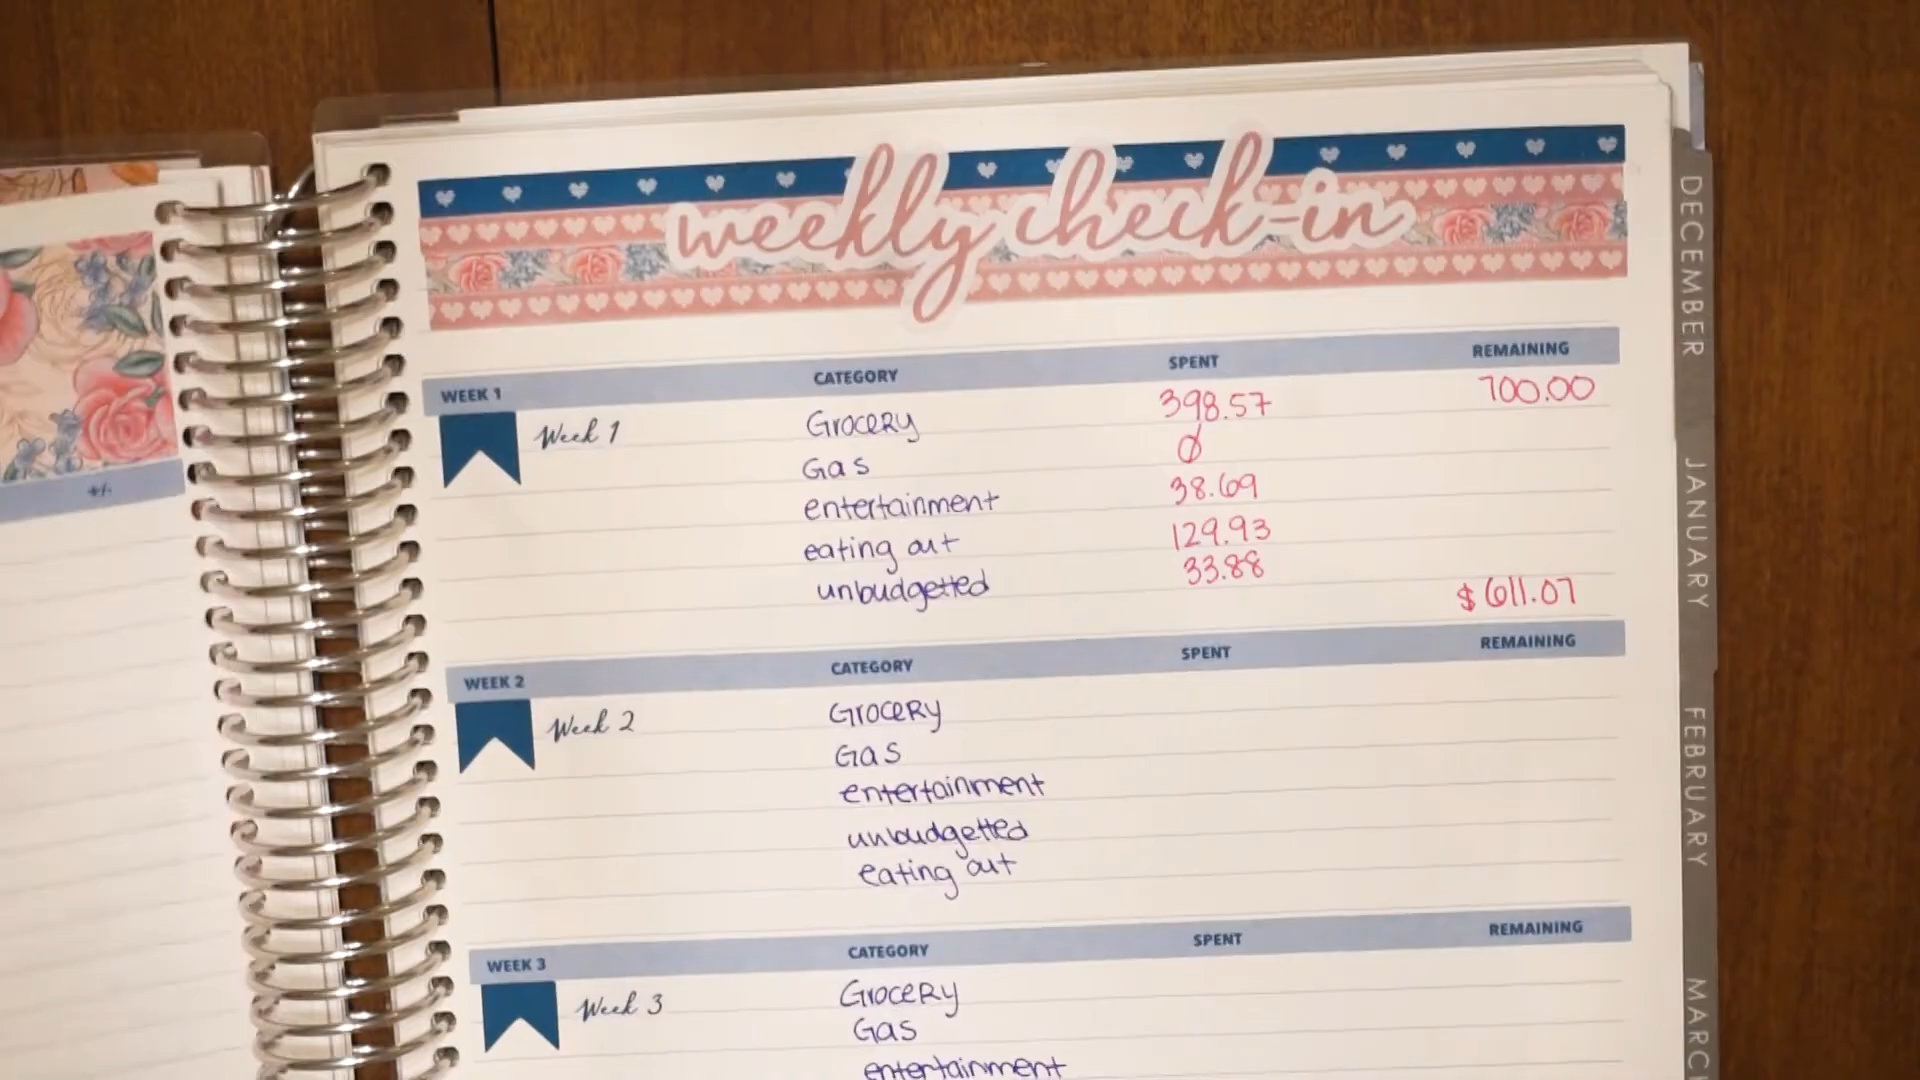 weekly check-in
WEEK 1 CATEGORY SPENT REMAINING
Week 1 Grocery 398.57 700.00
Gas Ø
entertainment 38.69
eating out 129.93
unbudgetted 33.88
$611.07
WEEK 2 CATEGORY SPENT REMAINING
Week 2 Grocery
Gas
entertainment
unbudgetted
eating out
WEEK 3 CATEGORY SPENT REMAINING
Week 3 Grocery
Gas
entertainment
+/-
DECEMBER
JANUARY
FEBRUARY
MARCH